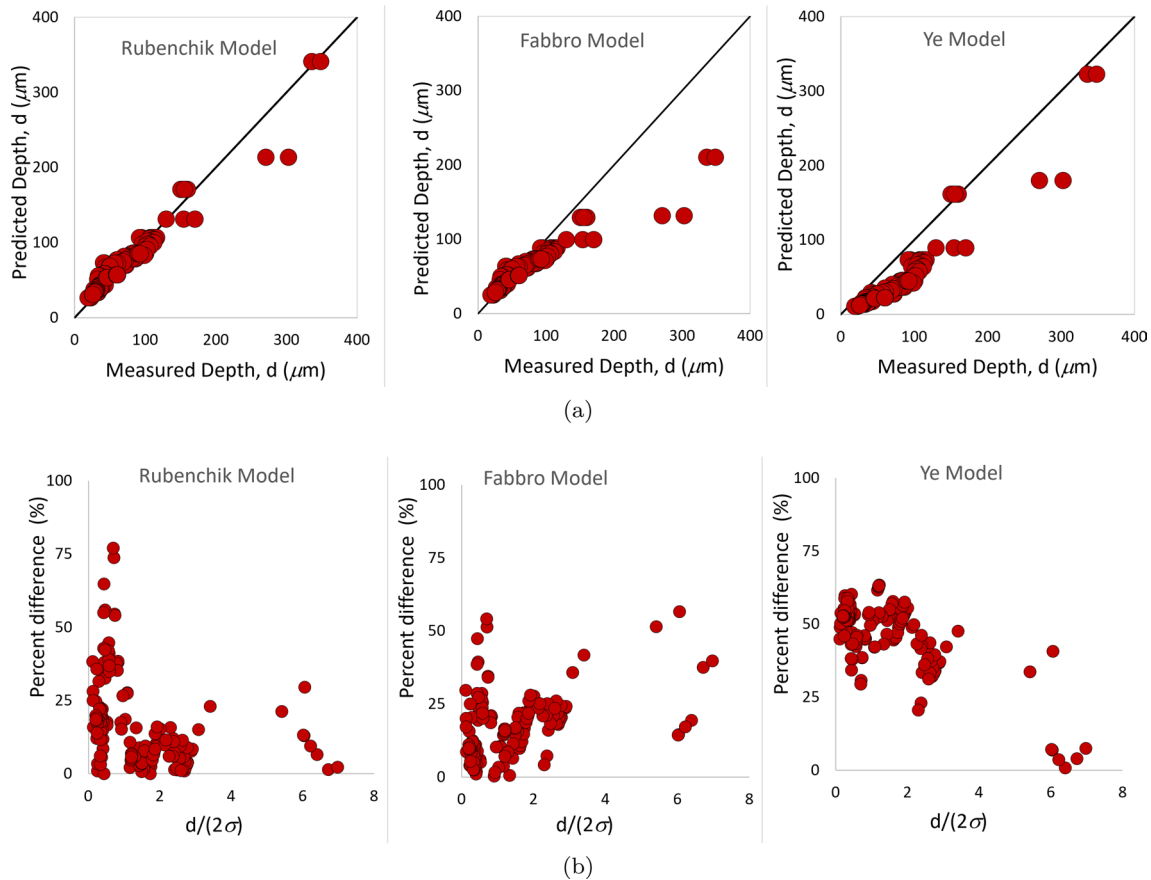 Rubenchik Model
Predicted Depth, d (μm)
400
300
200
100
0
0 100 200 300 400
Measured Depth, d (μm)
Fabbro Model
Predicted Depth, d (μm)
400
300
200
100
0
0 100 200 300 400
Measured Depth, d (μm)
Ye Model
Predicted Depth, d (μm)
400
300
200
100
0
0 100 200 300 400
Measured Depth, d (μm)
(a)
Rubenchik Model
Percent difference (%)
100
75
50
25
0
0 2 4 6 8
d/(2σ)
Fabbro Model
Percent difference (%)
100
75
50
25
0
0 2 4 6 8
d/(2σ)
Ye Model
Percent difference (%)
100
75
50
25
0
0 2 4 6 8
d/(2σ)
(b)